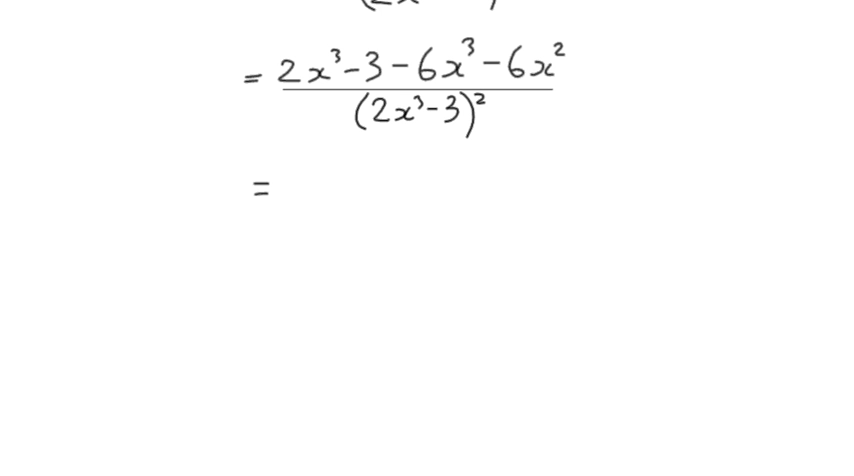 = 2x³ - 3 - 6x³ - 6x²
(2x³ - 3)²
=